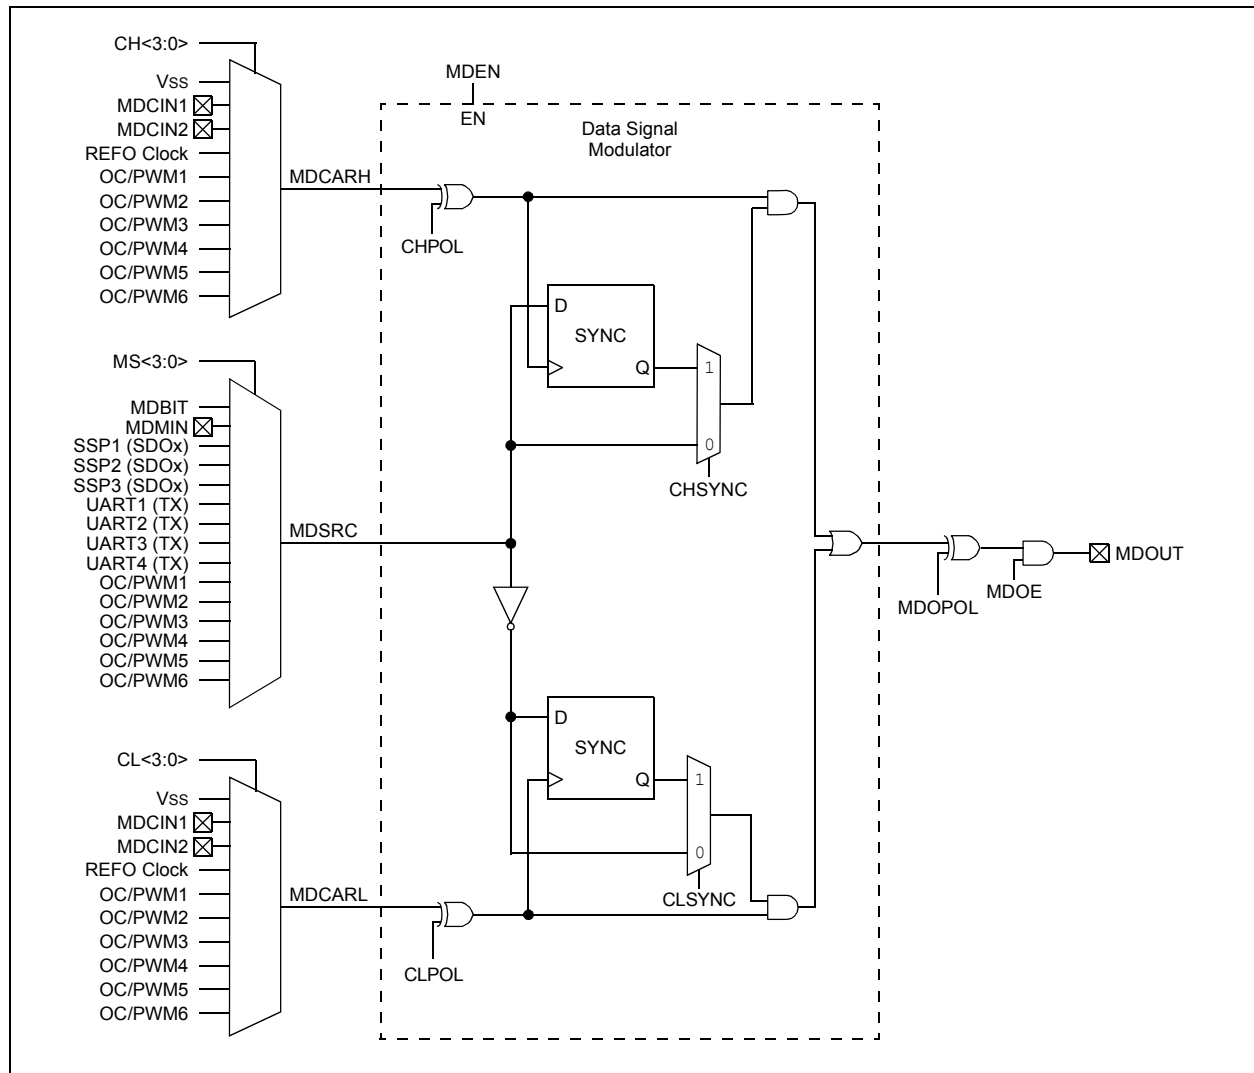 CH<3:0>
VSS
MDCIN1
MDCIN2
REFO Clock
OC/PWM1
OC/PWM2
OC/PWM3
OC/PWM4
OC/PWM5
OC/PWM6
MDCARH
MDEN
EN
Data Signal
Modulator
CHPOL
D
SYNC
Q
1
0
CHSYNC
MS<3:0>
MDBIT
MDMIN
SSP1 (SDOx)
SSP2 (SDOx)
SSP3 (SDOx)
UART1 (TX)
UART2 (TX)
UART3 (TX)
UART4 (TX)
OC/PWM1
OC/PWM2
OC/PWM3
OC/PWM4
OC/PWM5
OC/PWM6
MDSRC
MDOPOL
MDOE
MDOUT
D
SYNC
Q
1
0
CLSYNC
CL<3:0>
VSS
MDCIN1
MDCIN2
REFO Clock
OC/PWM1
OC/PWM2
OC/PWM3
OC/PWM4
OC/PWM5
OC/PWM6
MDCARL
CLPOL